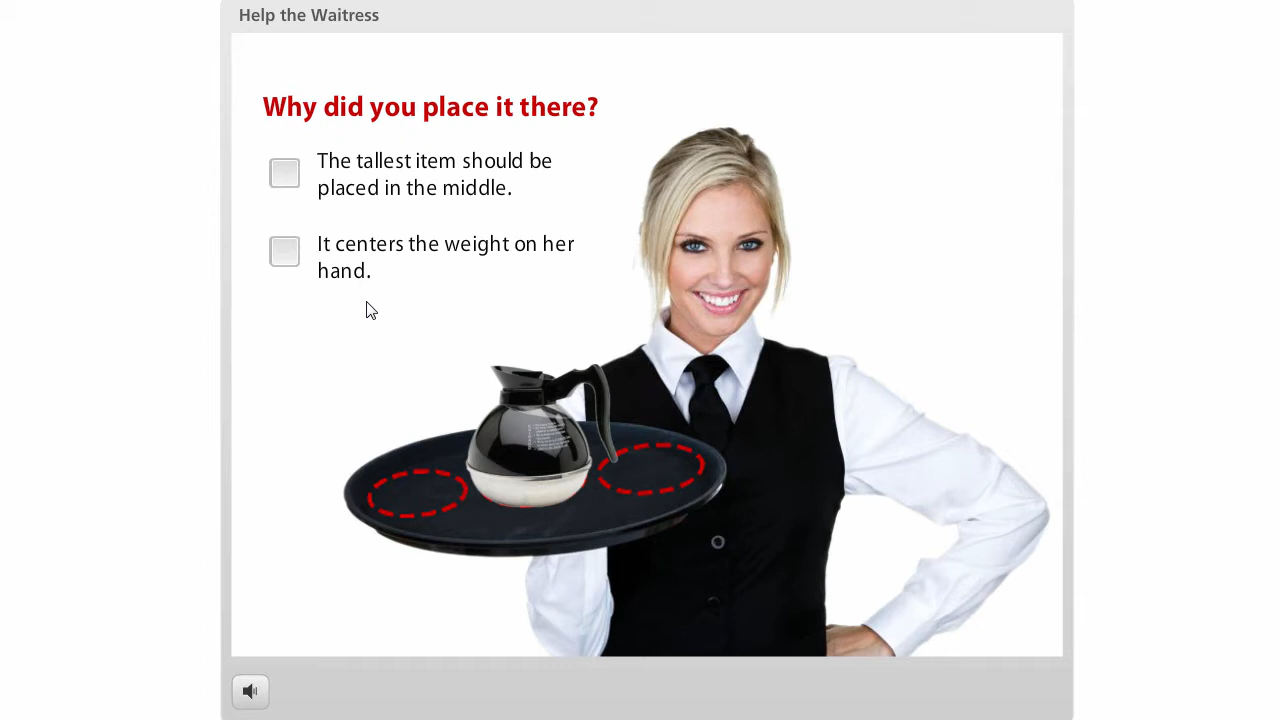 Help the Waitress
Why did you place it there?
The tallest item should be
placed in the middle.
It centers the weight on her
hand.